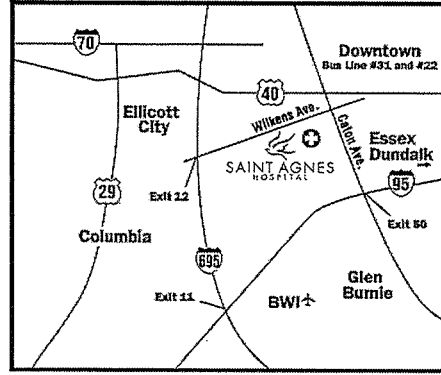 70
Downtown
Bus Line #31 and #22
40
Wilkens Ave.
Ellicott
City
Caton Ave.
Essex
Dundalk
SAINT AGNES
HOSPITAL
95
29
Exit 12
Exit 50
Columbia
695
Glen
Burnie
Exit 11
BWI